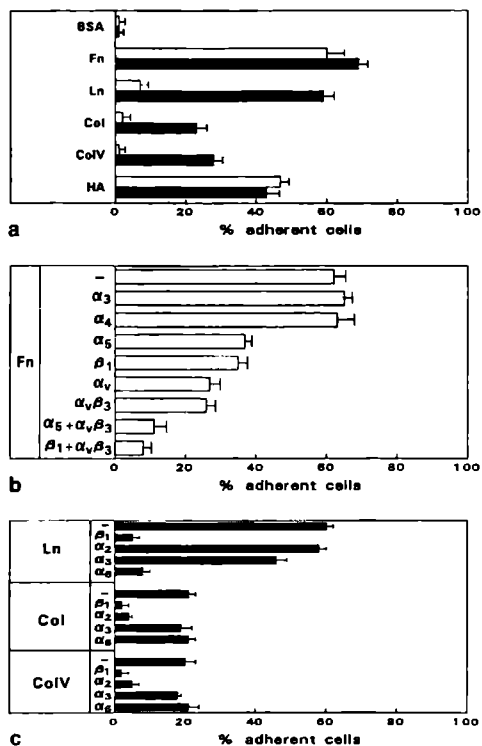 BSA
Fn
Ln
Col
ColV
HA
0 20 40 60 80 100
a % adherent cells
Fn
–
α3
α4
α5
β1
αv
αvβ3
α5+αvβ3
β1+αvβ3
0 20 40 60 80 100
b % adherent cells
Ln
–
β1
α2
α3
α6
Col
–
β1
α2
α3
α6
ColV
–
β1
α2
α3
α6
0 20 40 60 80 100
c % adherent cells